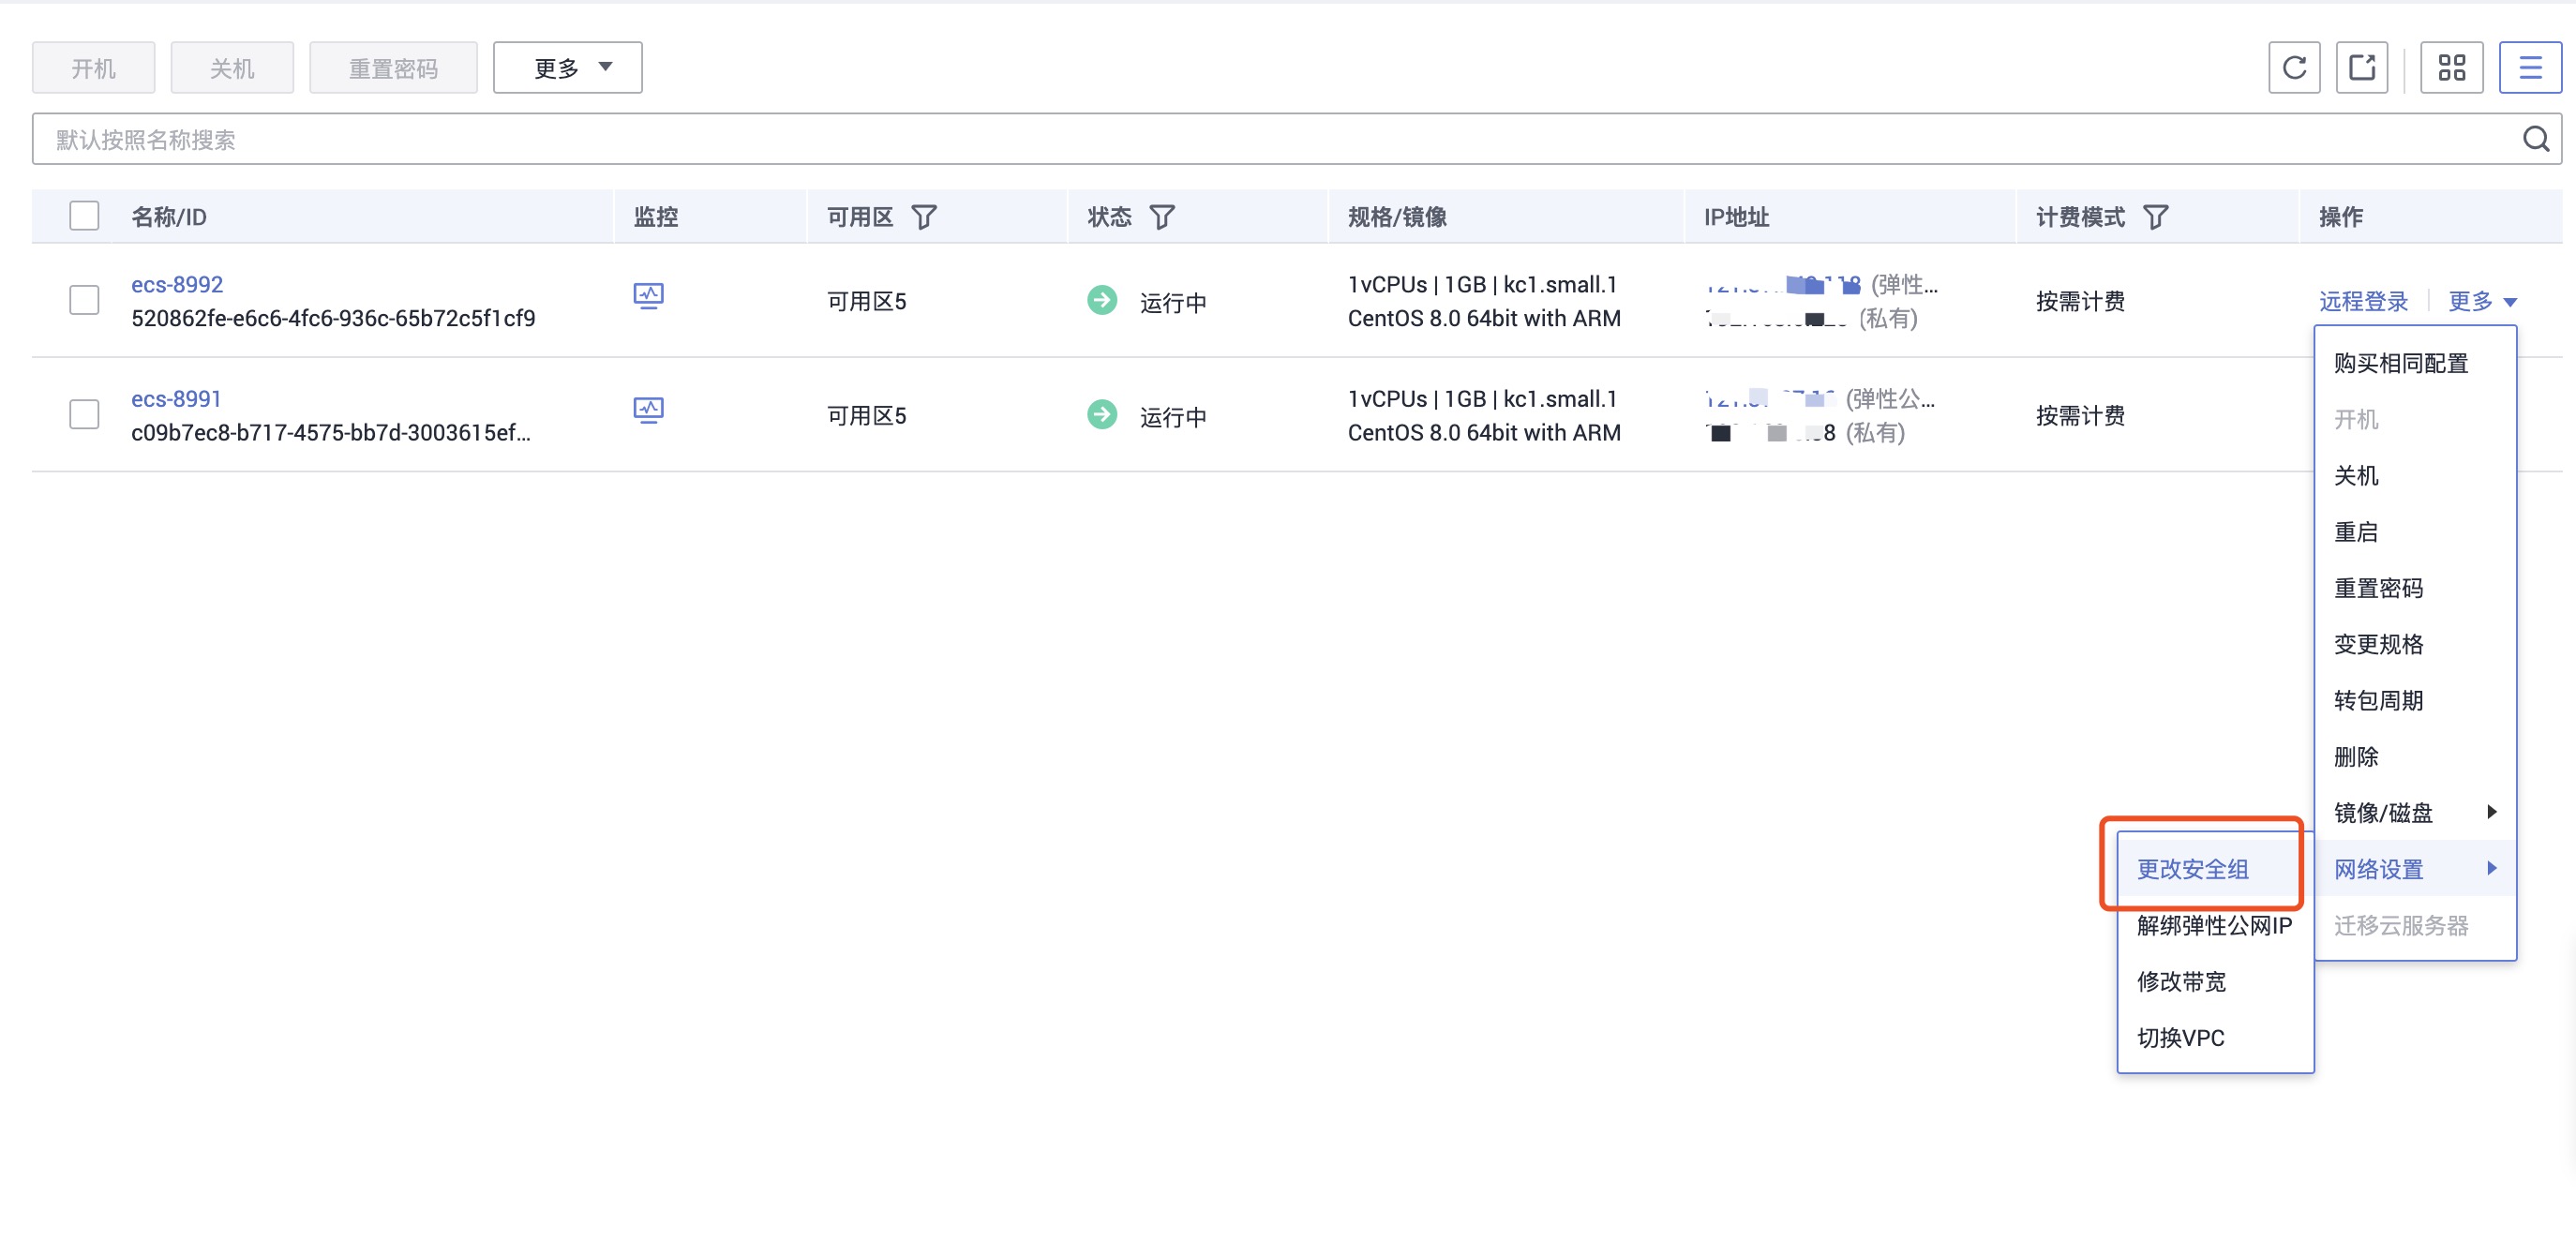 开机 关机 重置密码 更多
默认按照名称搜索
名称/ID 监控 可用区 状态 规格/镜像 IP地址 计费模式 操作
ecs-8992
520862fe-e6c6-4fc6-936c-65b72c5f1cf9
可用区5
运行中
1vCPUs | 1GB | kc1.small.1
CentOS 8.0 64bit with ARM
(弹性...
(私有)
按需计费
远程登录 更多
ecs-8991
c09b7ec8-b717-4575-bb7d-3003615ef...
可用区5
运行中
1vCPUs | 1GB | kc1.small.1
CentOS 8.0 64bit with ARM
(弹性公...
(私有)
按需计费
购买相同配置
开机
关机
重启
重置密码
变更规格
转包周期
删除
镜像/磁盘
网络设置
迁移云服务器
更改安全组
解绑弹性公网IP
修改带宽
切换VPC